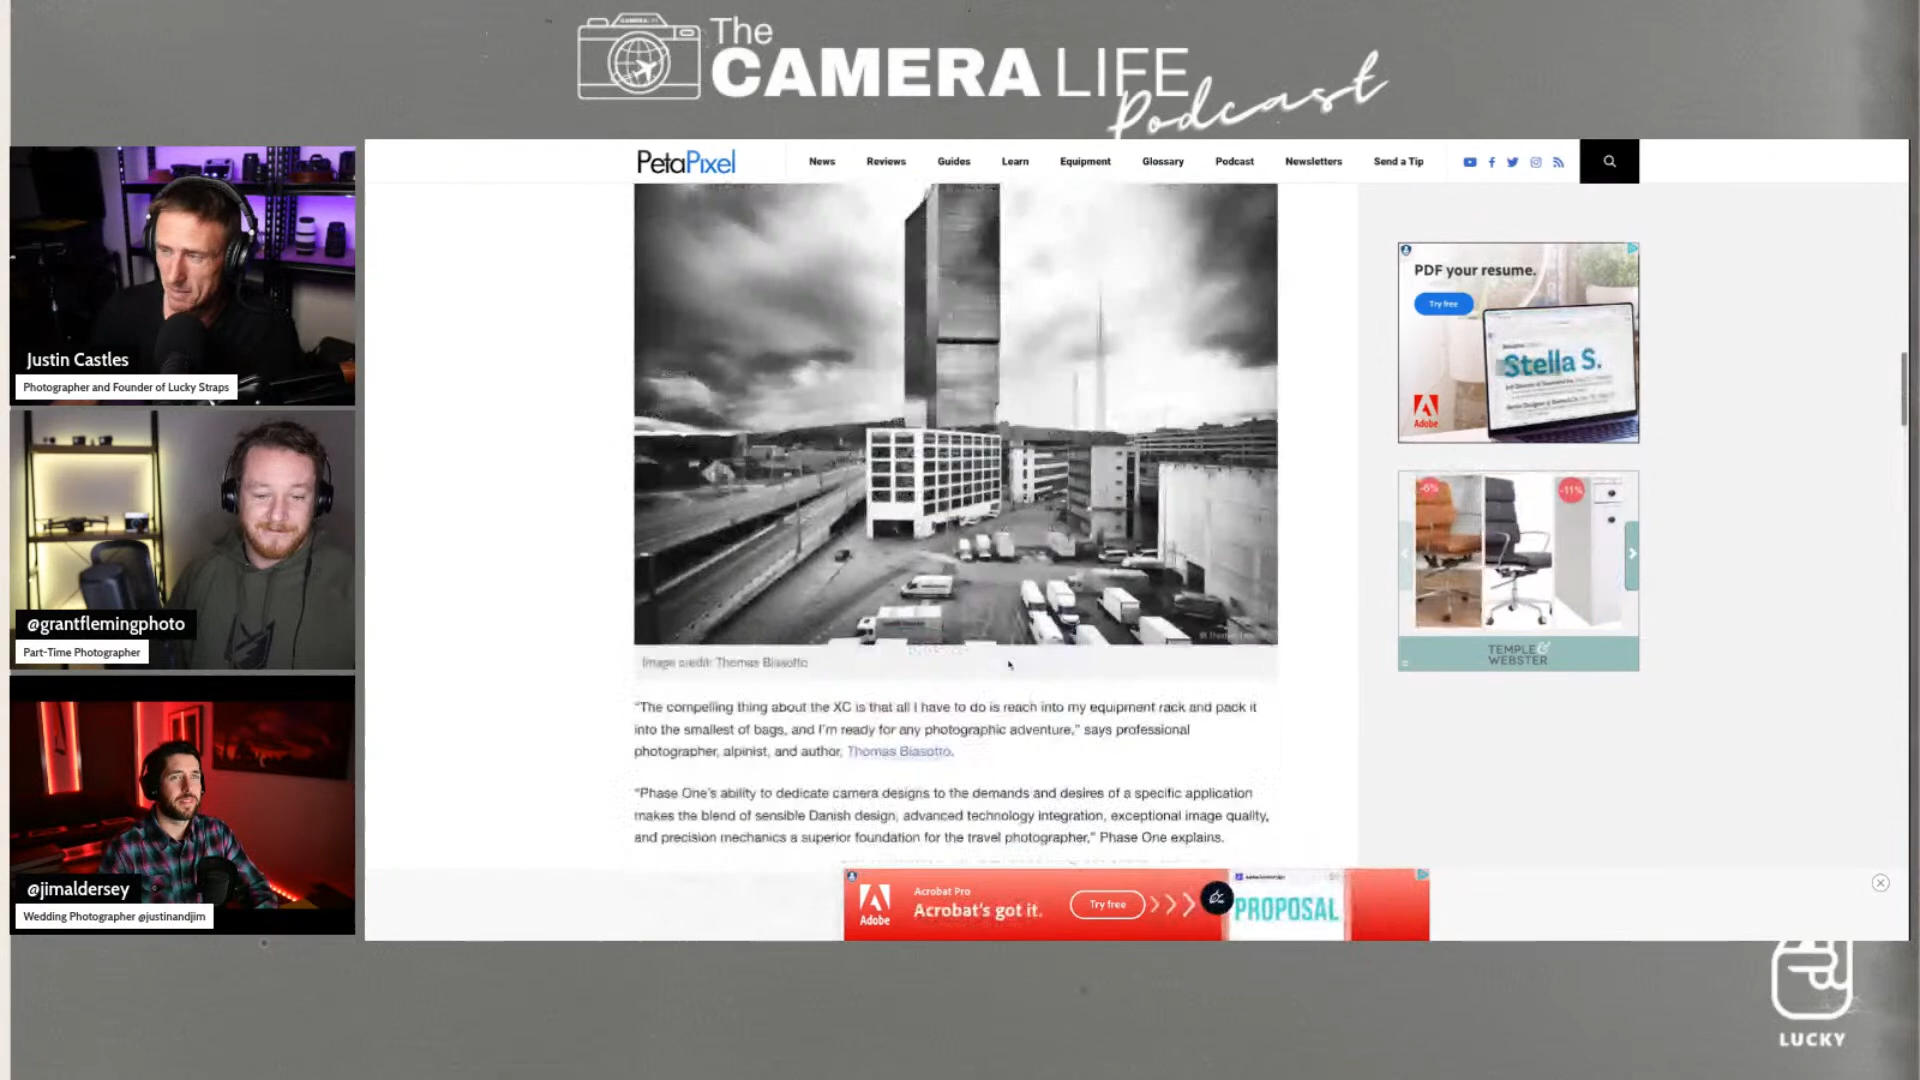 The
CAMERA LIFE
Podcast
PetaPixel
News Reviews Guides Learn Equipment Glossary Podcast Newsletters Send a Tip
Justin Castles
Photographer and Founder of Lucky Straps
@grantflemingphoto
Part-Time Photographer
@jimaldersey
Wedding Photographer @justinandjim
Image credit: Thomas Biasotto
“The compelling thing about the XC is that all I have to do is reach into my equipment rack and pack it
into the smallest of bags, and I’m ready for any photographic adventure,” says professional
photographer, alpinist, and author, Thomas Biasotto.
“Phase One’s ability to dedicate camera designs to the demands and desires of a specific application
makes the blend of sensible Danish design, advanced technology integration, exceptional image quality,
and precision mechanics a superior foundation for the travel photographer,” Phase One explains.
PDF your resume.
Try free
Stella S.
Adobe
-6%
-11%
TEMPLE &
WEBSTER
Adobe
Acrobat Pro
Acrobat’s got it.
Try free
PROPOSAL
LUCKY